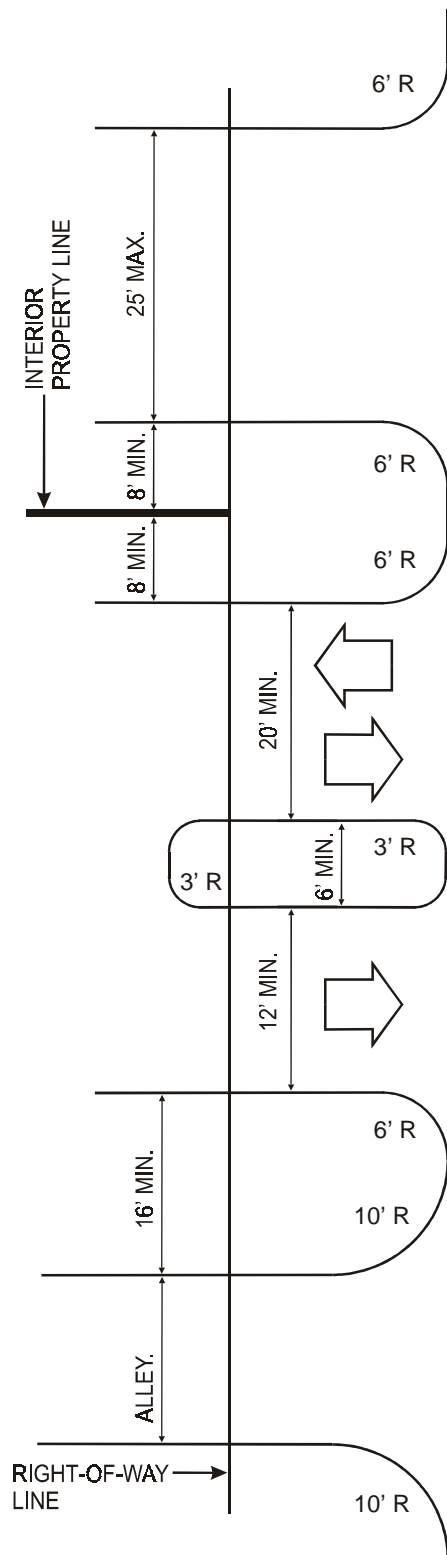 6’ R
25’ MAX.
INTERIOR
PROPERTY LINE
8’ MIN.
6’ R
8’ MIN.
6’ R
20’ MIN.
3’ R
6’ MIN.
3’ R
12’ MIN.
6’ R
16’ MIN.
10’ R
ALLEY.
RIGHT-OF-WAY
LINE
10’ R